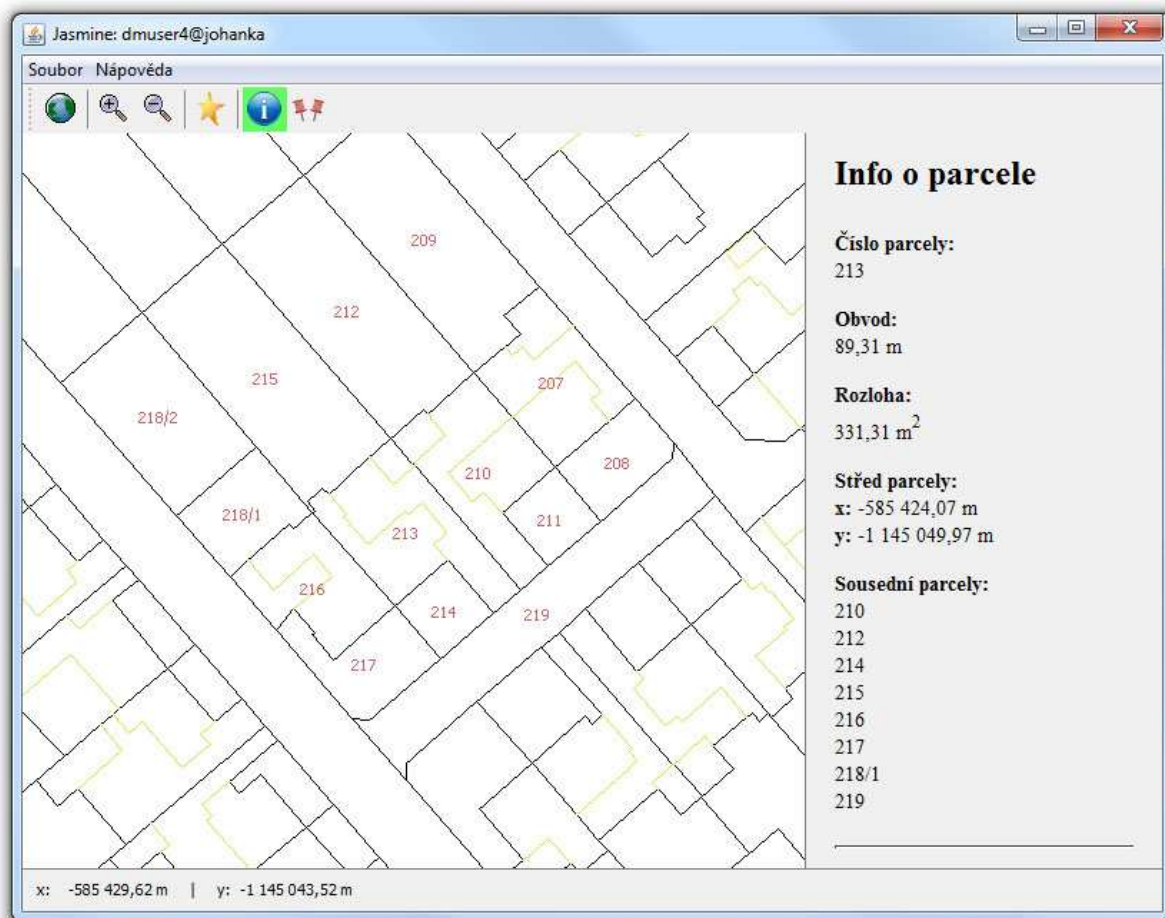 Jasmine: dmuser4@johanka
Soubor Nápověda
209
212
215
207
218/2
208
210
218/1
211
213
216
214
219
217
Info o parcele
Číslo parcely:
213
Obvod:
89,31 m
Rozloha:
331,31 m2
Střed parcely:
x: -585 424,07 m
y: -1 145 049,97 m
Sousední parcely:
210
212
214
215
216
217
218/1
219
x: -585 429,62 m | y: -1 145 043,52 m